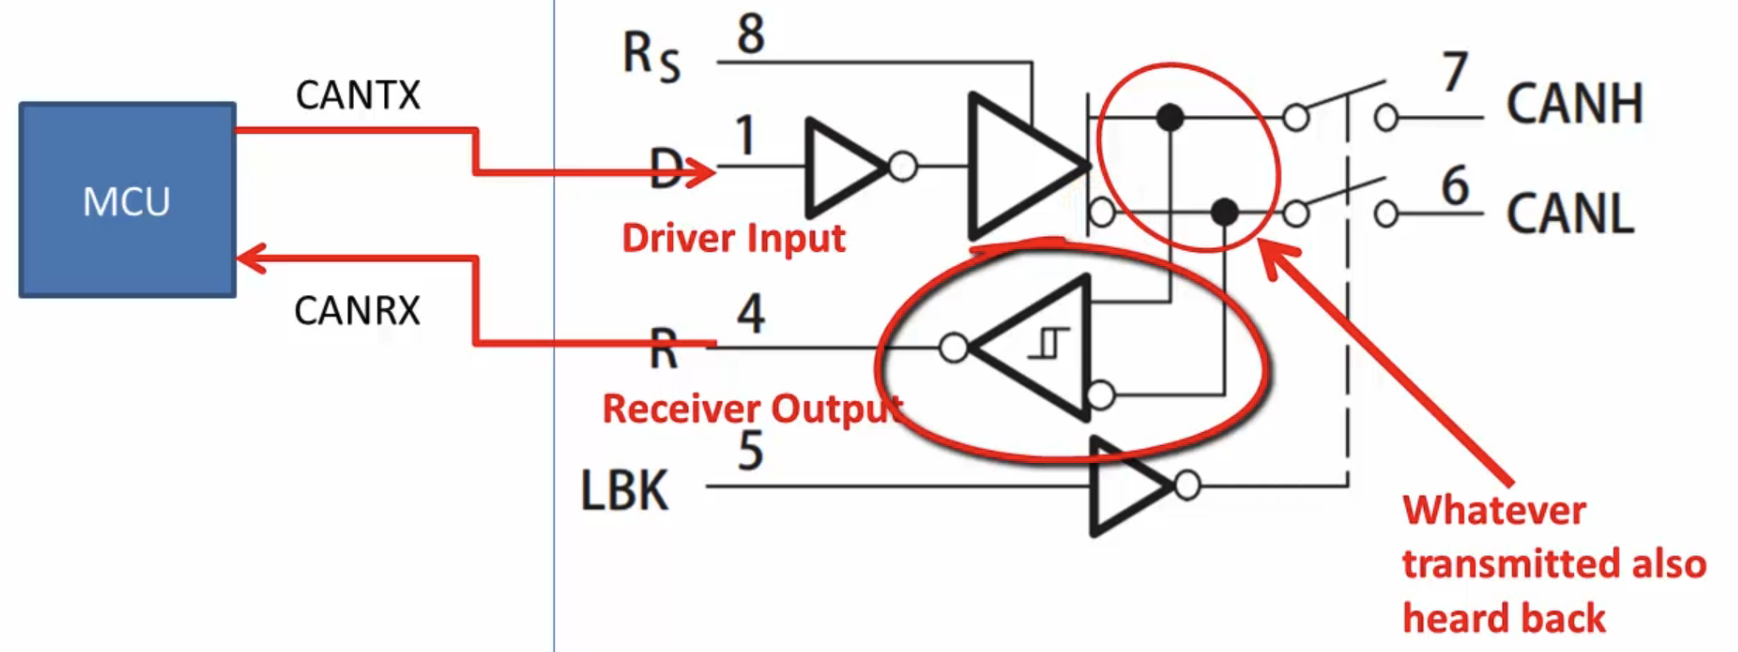 MCU
CANTX
CANRX
RS 8
D 1
Driver Input
R 4
Receiver Output
LBK 5
7 CANH
6 CANL
Whatever
transmitted also
heard back